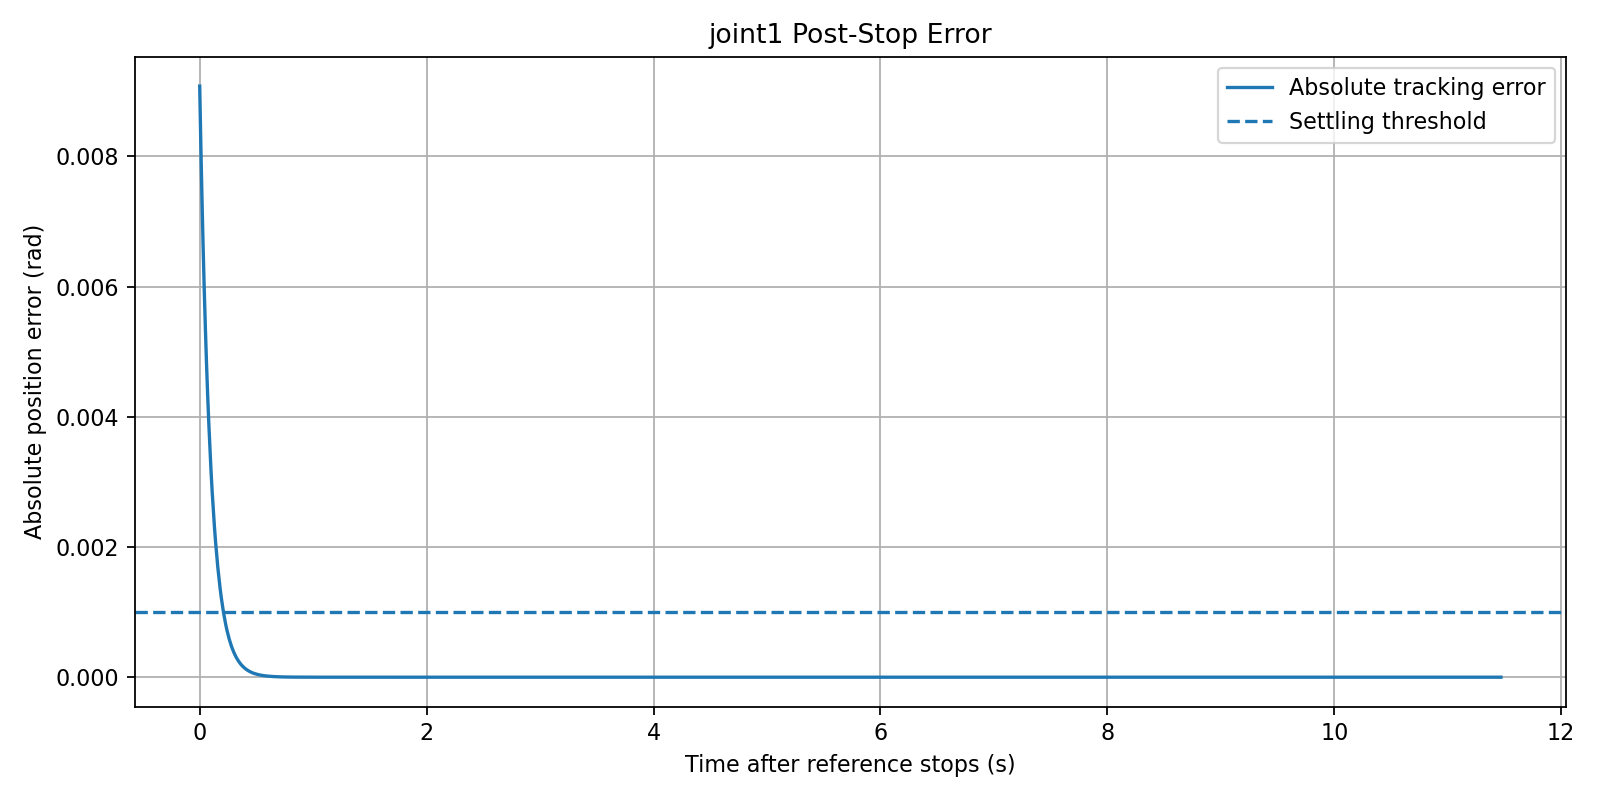 joint1 Post-Stop Error
Absolute tracking error
Settling threshold
Absolute position error (rad)
0.008
0.006
0.004
0.002
0.000
0 2 4 6 8 10 12
Time after reference stops (s)